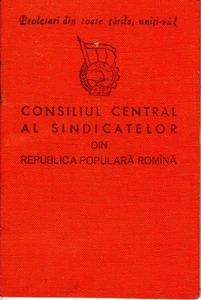 Proletari din toate țările, uniți-vă!
CONSILIUL CENTRAL
AL SINDICATELOR
DIN
REPUBLICA POPULARĂ ROMÎNĂ